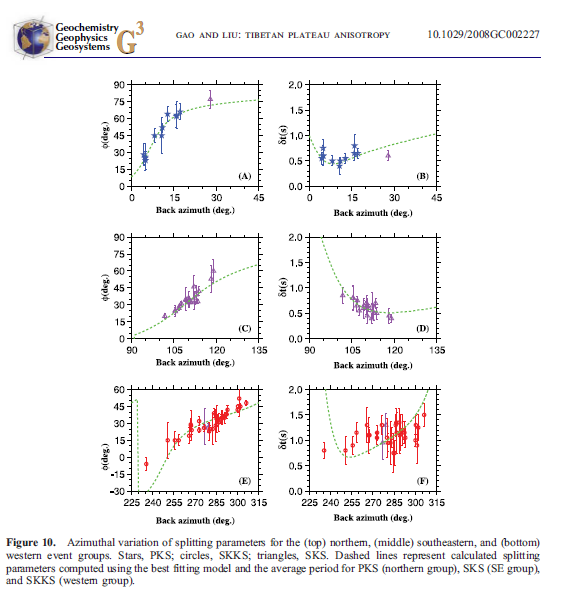 Geochemistry
Geophysics
Geosystems
G3
GAO AND LIU: TIBETAN PLATEAU ANISOTROPY
10.1029/2008GC002227
90
75
60
45
30
15
0
ϕ(deg.)
(A)
0 15 30 45
Back azimuth (deg.)
2.0
1.5
1.0
0.5
0.0
δt(s)
(B)
0 15 30 45
Back azimuth (deg.)
90
75
60
45
30
15
0
ϕ(deg.)
(C)
90 105 120 135
Back azimuth (deg.)
2.0
1.5
1.0
0.5
0.0
δt(s)
(D)
90 105 120 135
Back azimuth (deg.)
60
45
30
15
0
-15
-30
ϕ(deg.)
(E)
225 240 255 270 285 300 315
Back azimuth (deg.)
2.0
1.5
1.0
0.5
0.0
δt(s)
(F)
225 240 255 270 285 300 315
Back azimuth (deg.)
Figure 10. Azimuthal variation of splitting parameters for the (top) northern, (middle) southeastern, and (bottom)
western event groups. Stars, PKS; circles, SKKS; triangles, SKS. Dashed lines represent calculated splitting
parameters computed using the best fitting model and the average period for PKS (northern group), SKS (SE group),
and SKKS (western group).